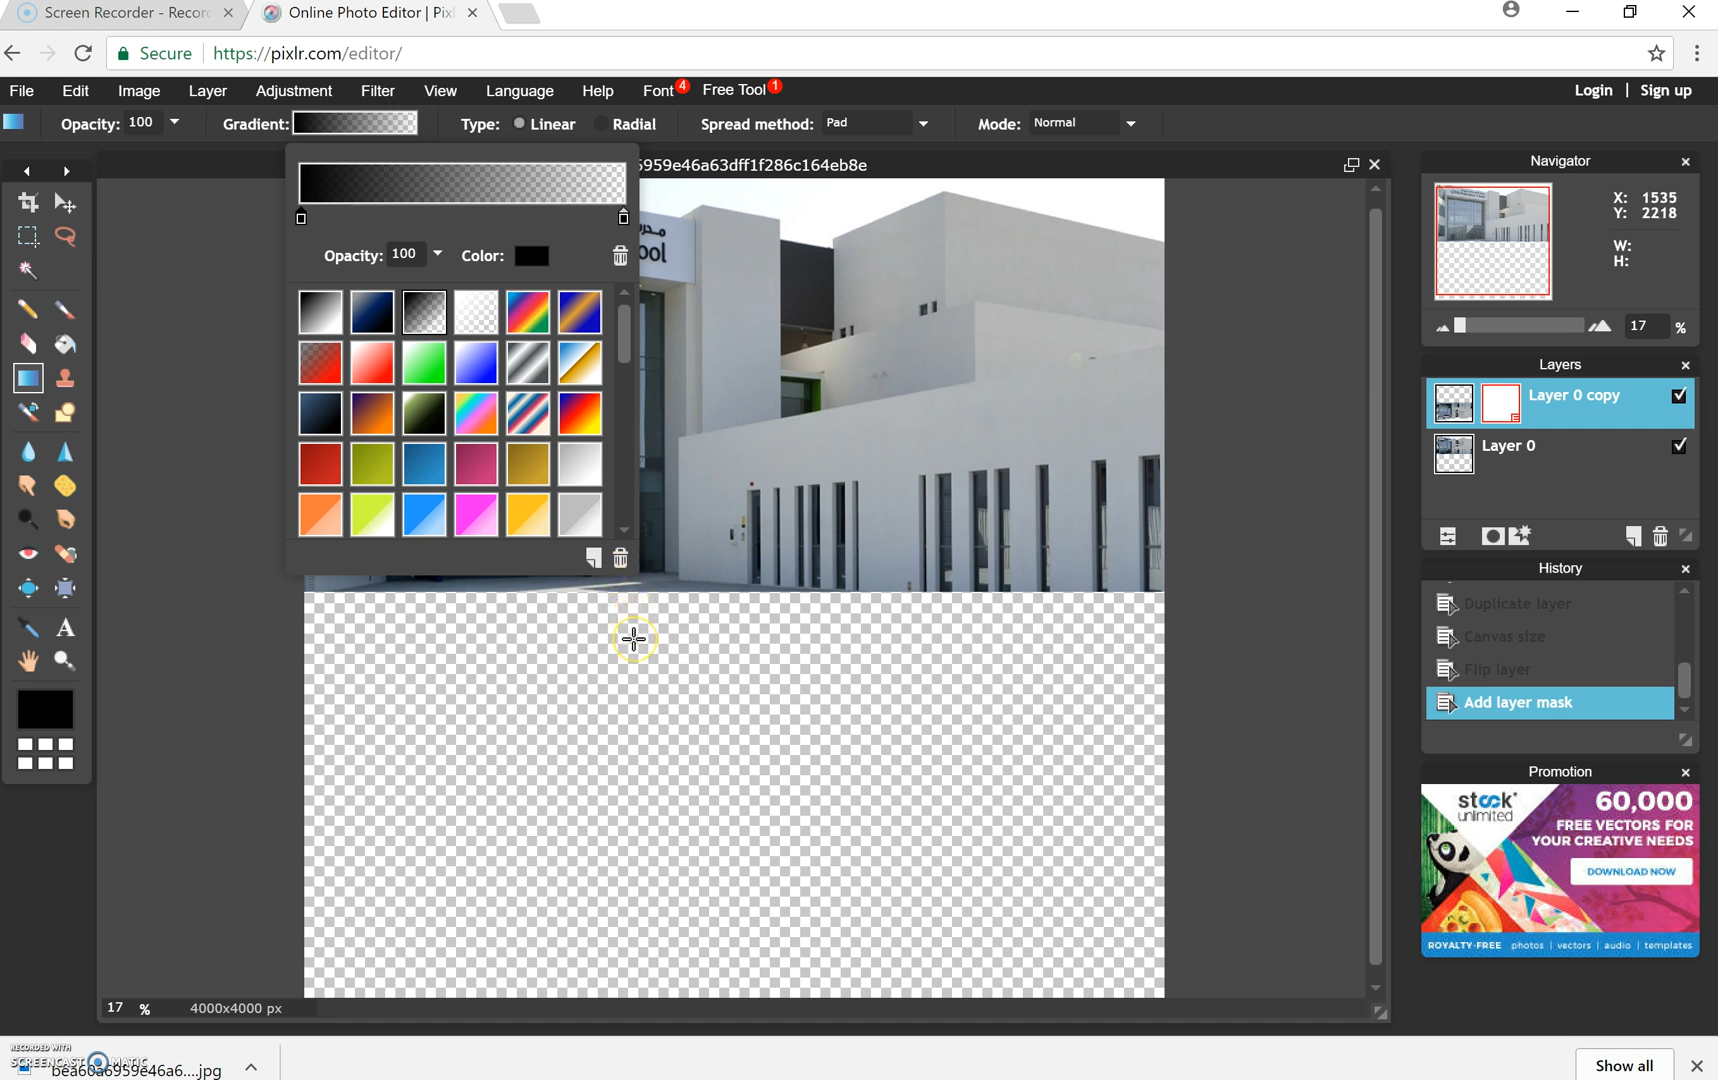 Screen Recorder - Recor
Online Photo Editor | Pix
Secure
https://pixlr.com/editor/
File Edit Image Layer Adjustment Filter View Language Help Font 4 Free Tool 1
Login | Sign up
Opacity: 100 Gradient: Type: Linear Radial Spread method: Pad Mode: Normal
5959e46a63dff1f286c164eb8e
Opacity: 100 Color:
ool
Navigator
X: 1535
Y: 2218
W:
H:
17 %
Layers
Layer 0 copy
Layer 0
History
Duplicate layer
Canvas size
Flip layer
Add layer mask
Promotion
stock
unlimited
60,000
FREE VECTORS FOR
YOUR CREATIVE NEEDS
DOWNLOAD NOW
ROYALTY-FREE photos | vectors | audio | templates
A
17 % 4000x4000 px
RECORDED WITH
SCREENCAST MATIC
bea60a6959e46a6....jpg
Show all